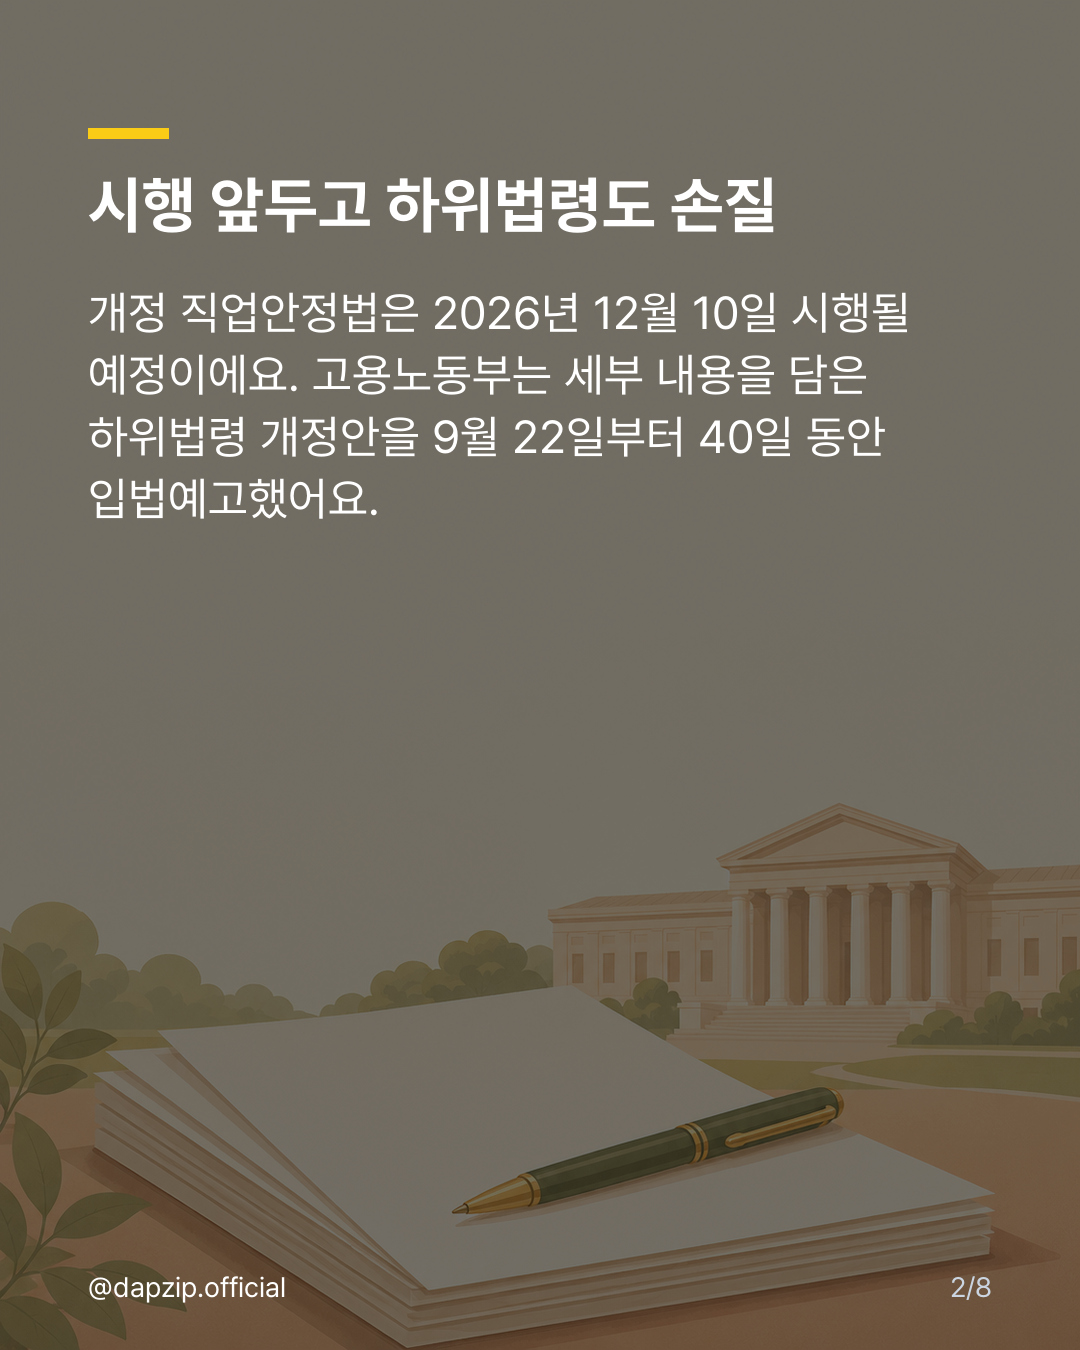 시행 앞두고 하위법령도 손질
개정 직업안정법은 2026년 12월 10일 시행될
예정이에요. 고용노동부는 세부 내용을 담은
하위법령 개정안을 9월 22일부터 40일 동안
입법예고했어요.
@dapzip.official
2/8